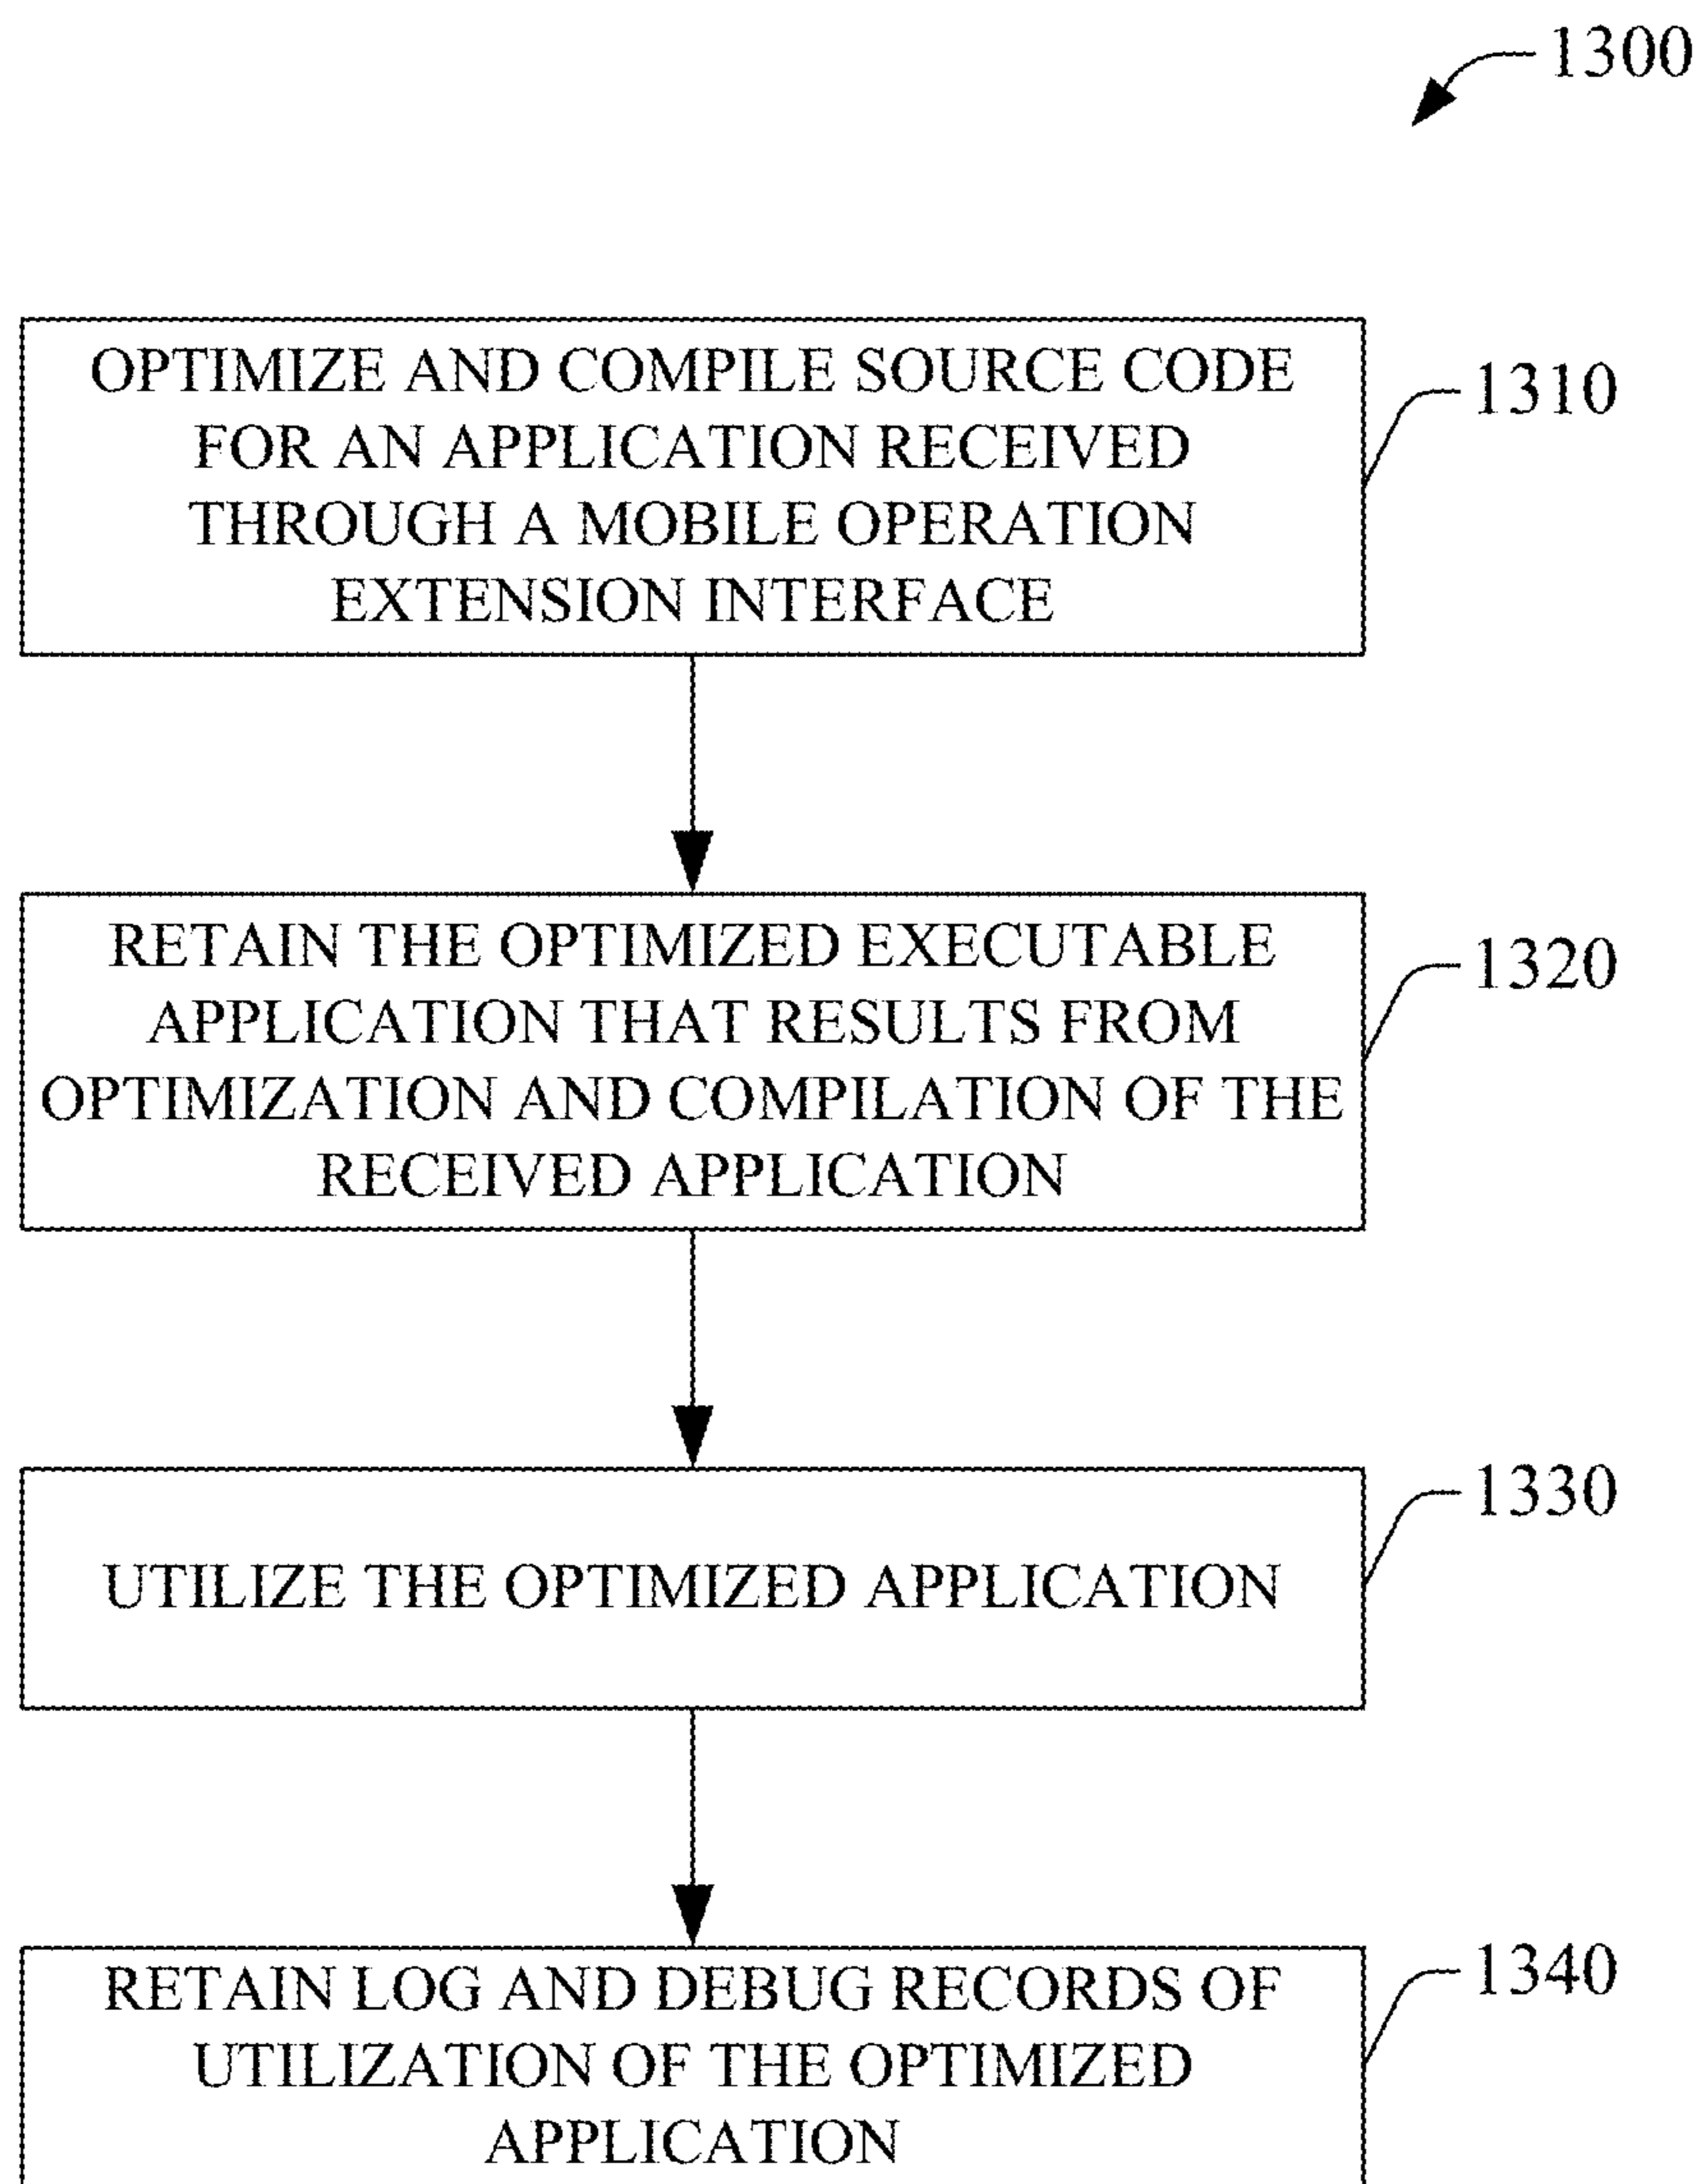 1300
OPTIMIZE AND COMPILE SOURCE CODE
FOR AN APPLICATION RECEIVED
THROUGH A MOBILE OPERATION
EXTENSION INTERFACE
1310
RETAIN THE OPTIMIZED EXECUTABLE
APPLICATION THAT RESULTS FROM
OPTIMIZATION AND COMPILATION OF THE
RECEIVED APPLICATION
1320
UTILIZE THE OPTIMIZED APPLICATION
1330
RETAIN LOG AND DEBUG RECORDS OF
UTILIZATION OF THE OPTIMIZED
APPLICATION
1340